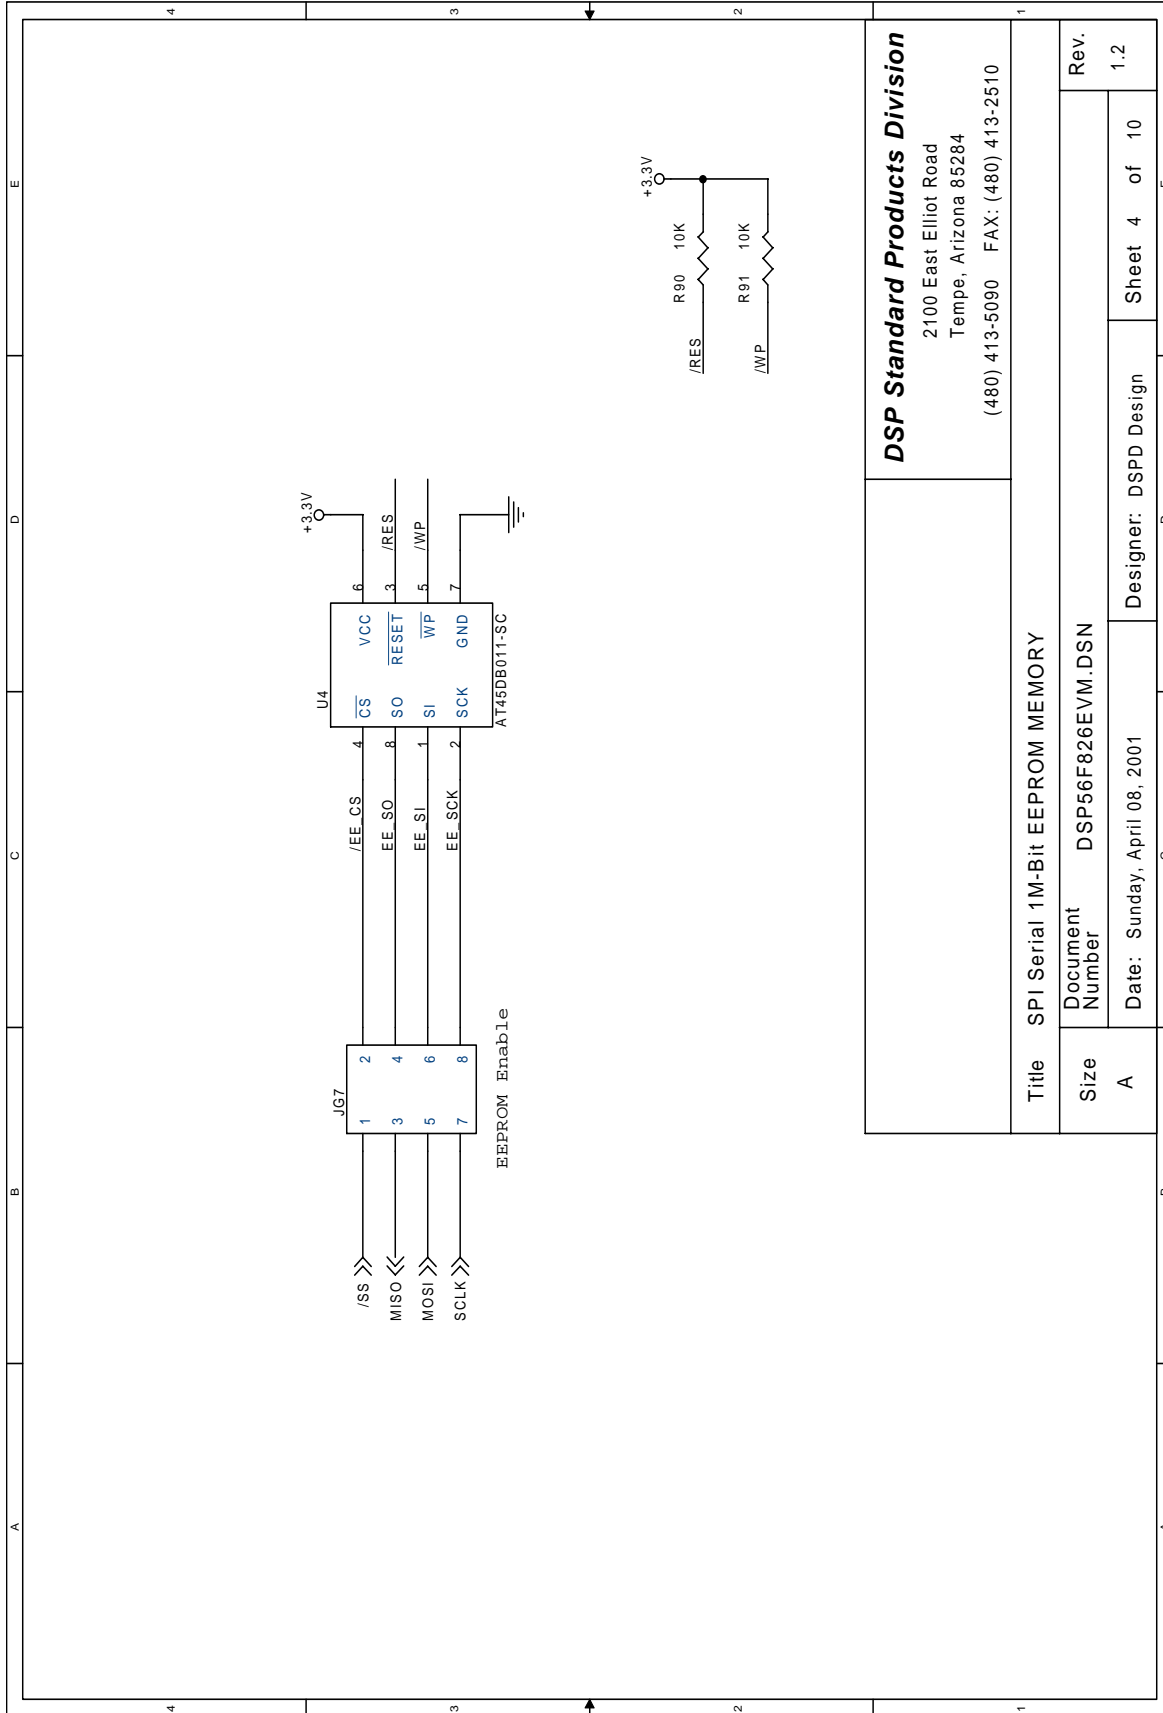 A
B
C
D
E
4
3
2
1
4
3
2
1
/SS
MISO
MOSI
SCLK
JG7
1 2
3 4
5 6
7 8
EEPROM Enable
/EE_CS
EE_SO
EE_SI
EE_SCK
4
8
1
2
U4
CS VCC
SO RESET
SI WP
SCK GND
AT45DB011-SC
6
3
5
7
+3.3V
/RES
/WP
+3.3V
/RES
R90 10K
/WP
R91 10K
DSP Standard Products Division
2100 East Elliot Road
Tempe, Arizona 85284
(480) 413-5090 FAX: (480) 413-2510
Title SPI Serial 1M-Bit EEPROM MEMORY
Size
A
Document
Number
DSP56F826EVM.DSN
Rev.
1.2
Date: Sunday, April 08, 2001
Designer: DSPD Design
Sheet 4 of 10